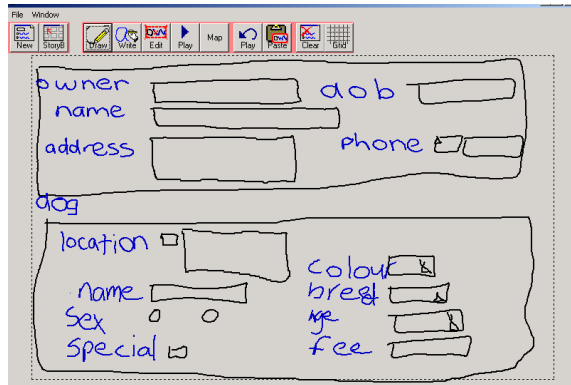 File Window
New StoryB Draw Write Edit Play Map Play Paste Clear Grid
owner dob
name
address phone
dog
location
colour
name breed
Sex age
Special fee